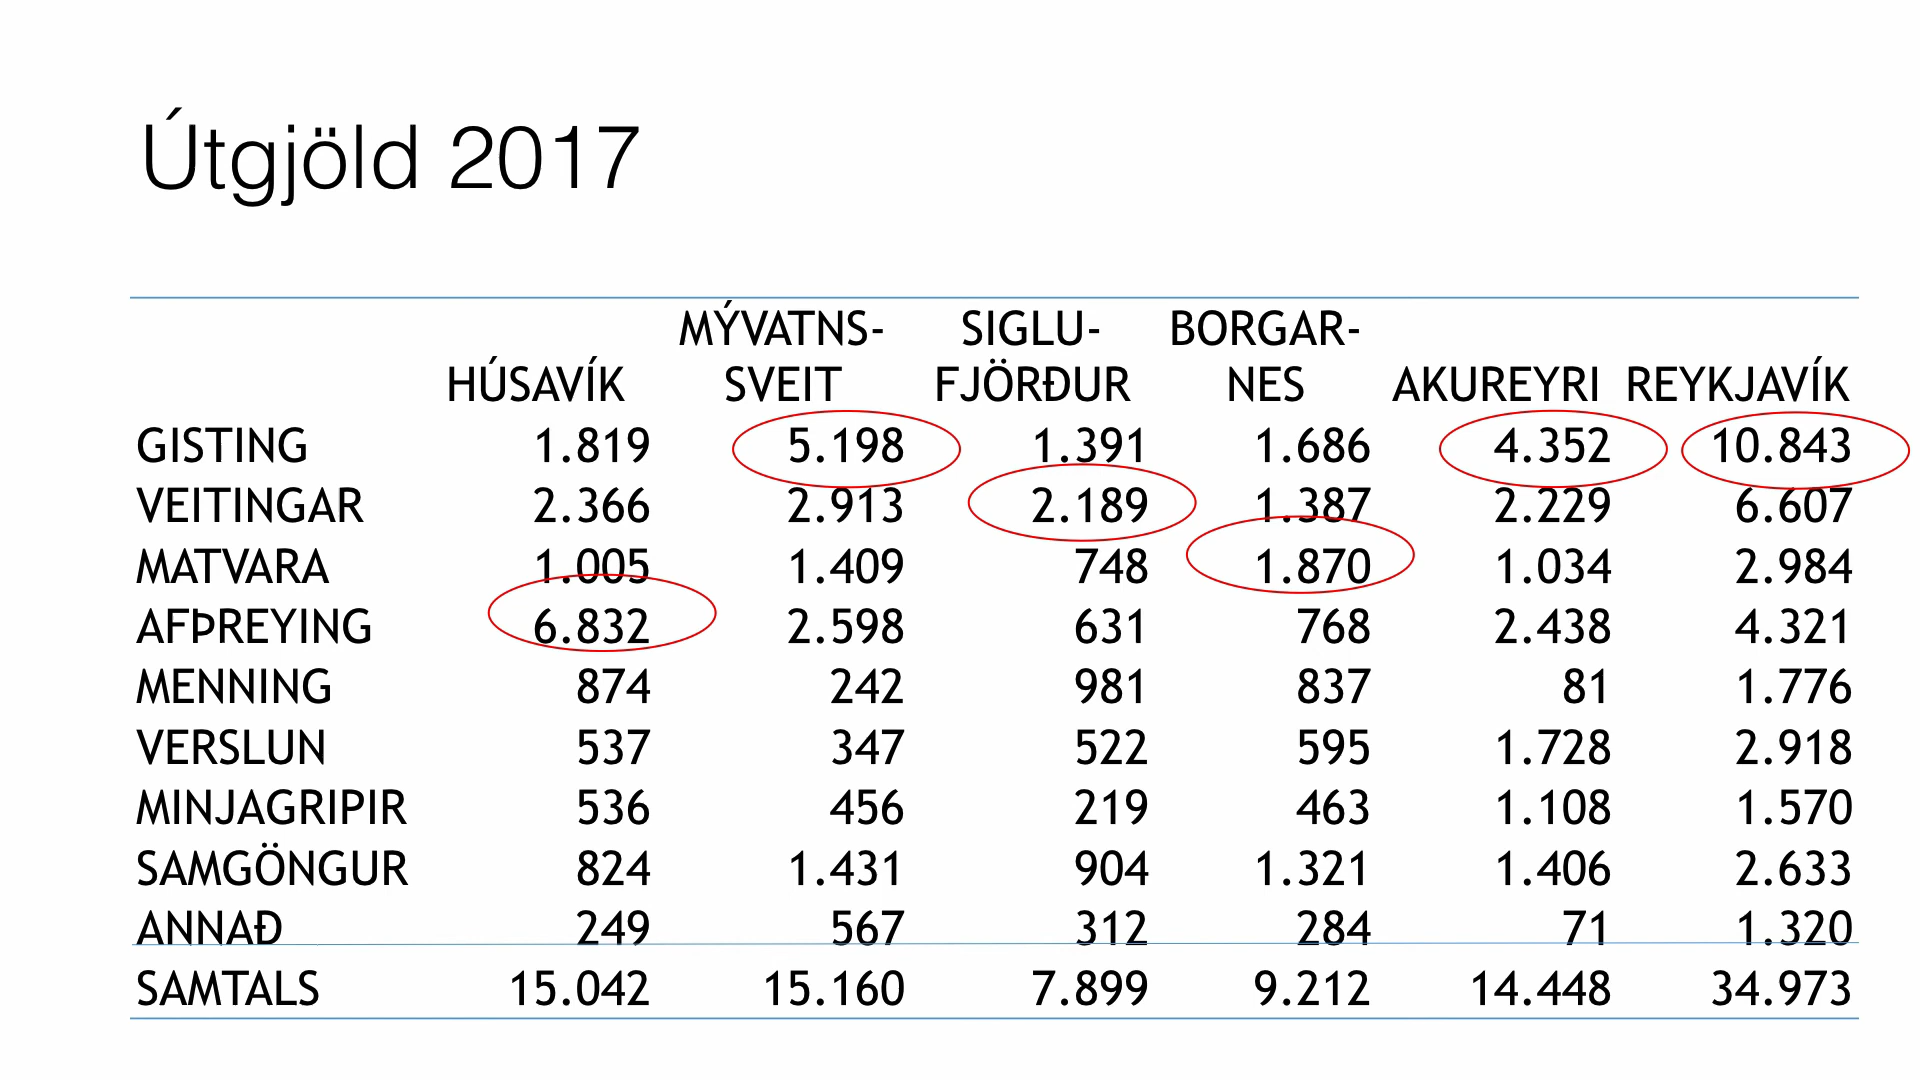 Útgjöld 2017
MÝVATNS- SIGLU- BORGAR-
HÚSAVÍK SVEIT FJÖRÐUR NES AKUREYRI REYKJAVÍK
GISTING 1.819 5.198 1.391 1.686 4.352 10.843
VEITINGAR 2.366 2.913 2.189 1.387 2.229 6.607
MATVARA 1.005 1.409 748 1.870 1.034 2.984
AFÞREYING 6.832 2.598 631 768 2.438 4.321
MENNING 874 242 981 837 81 1.776
VERSLUN 537 347 522 595 1.728 2.918
MINJAGRIPIR 536 456 219 463 1.108 1.570
SAMGÖNGUR 824 1.431 904 1.321 1.406 2.633
ANNAÐ 249 567 312 284 71 1.320
SAMTALS 15.042 15.160 7.899 9.212 14.448 34.973